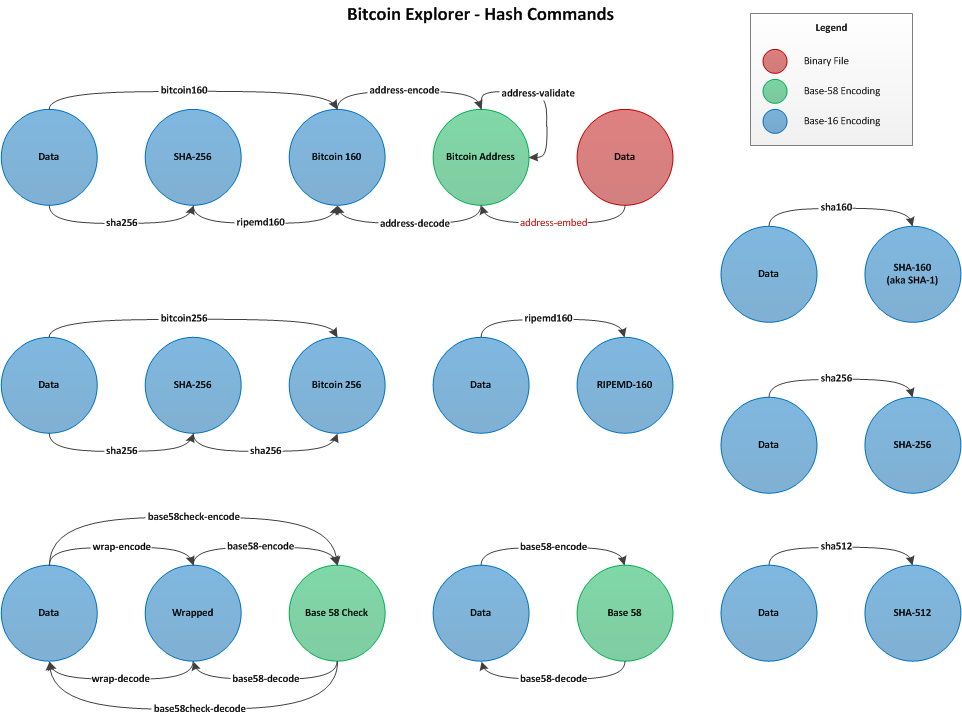 Bitcoin Explorer - Hash Commands
Legend
Binary File
Base-58 Encoding
Base-16 Encoding
bitcoin160
address-encode
address-validate
Data
SHA-256
Bitcoin 160
Bitcoin Address
Data
sha256
ripemd160
address-decode
address-embed
sha160
Data
SHA-160
(aka SHA-1)
bitcoin256
Data
SHA-256
Bitcoin 256
sha256
sha256
ripemd160
Data
RIPEMD-160
sha256
Data
SHA-256
base58check-encode
wrap-encode
base58-encode
Data
Wrapped
Base 58 Check
wrap-decode
base58-decode
base58check-decode
base58-encode
Data
Base 58
base58-decode
sha512
Data
SHA-512